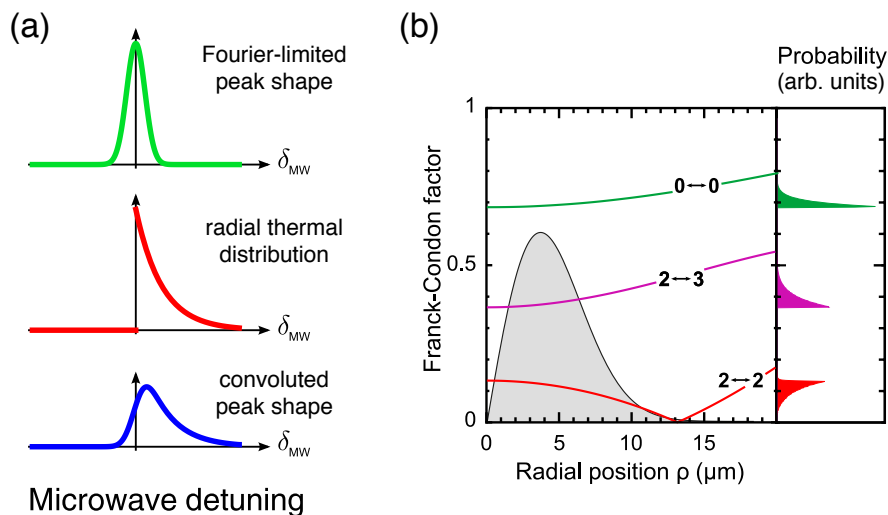 (a)
Fourier-limited
peak shape
δMW
radial thermal
distribution
δMW
convoluted
peak shape
δMW
Microwave detuning
(b)
Probability
(arb. units)
Franck-Condon factor
1
0.5
0
0↔0
2↔3
2↔2
0 5 10 15
Radial position ρ (μm)